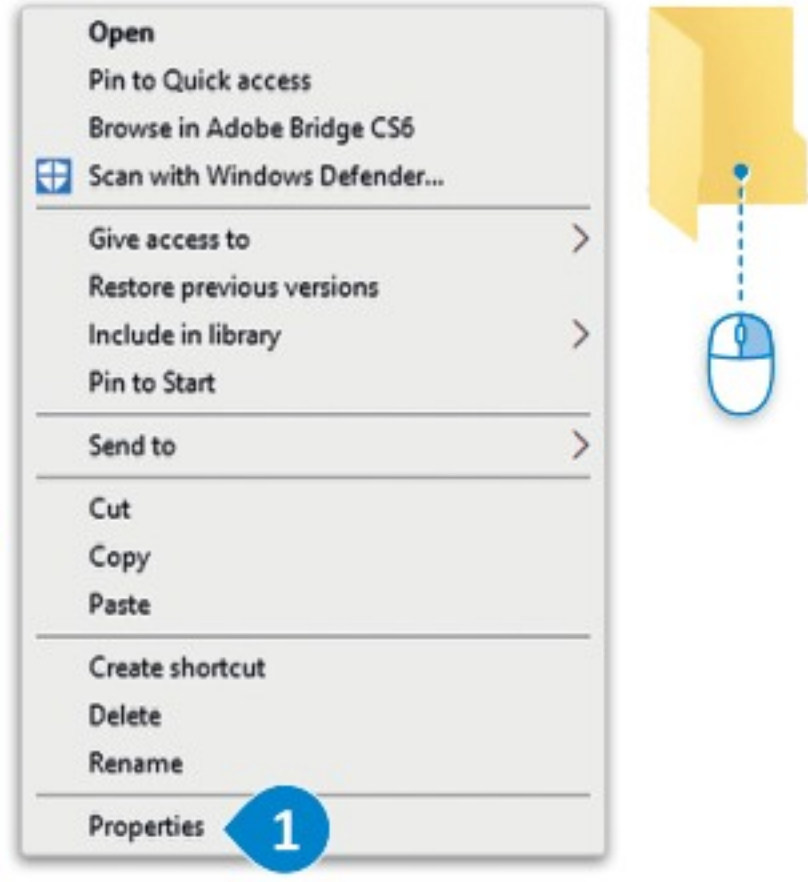 Open
Pin to Quick access
Browse in Adobe Bridge CS6
Scan with Windows Defender...
Give access to
Restore previous versions
Include in library
Pin to Start
Send to
Cut
Copy
Paste
Create shortcut
Delete
Rename
Properties 1